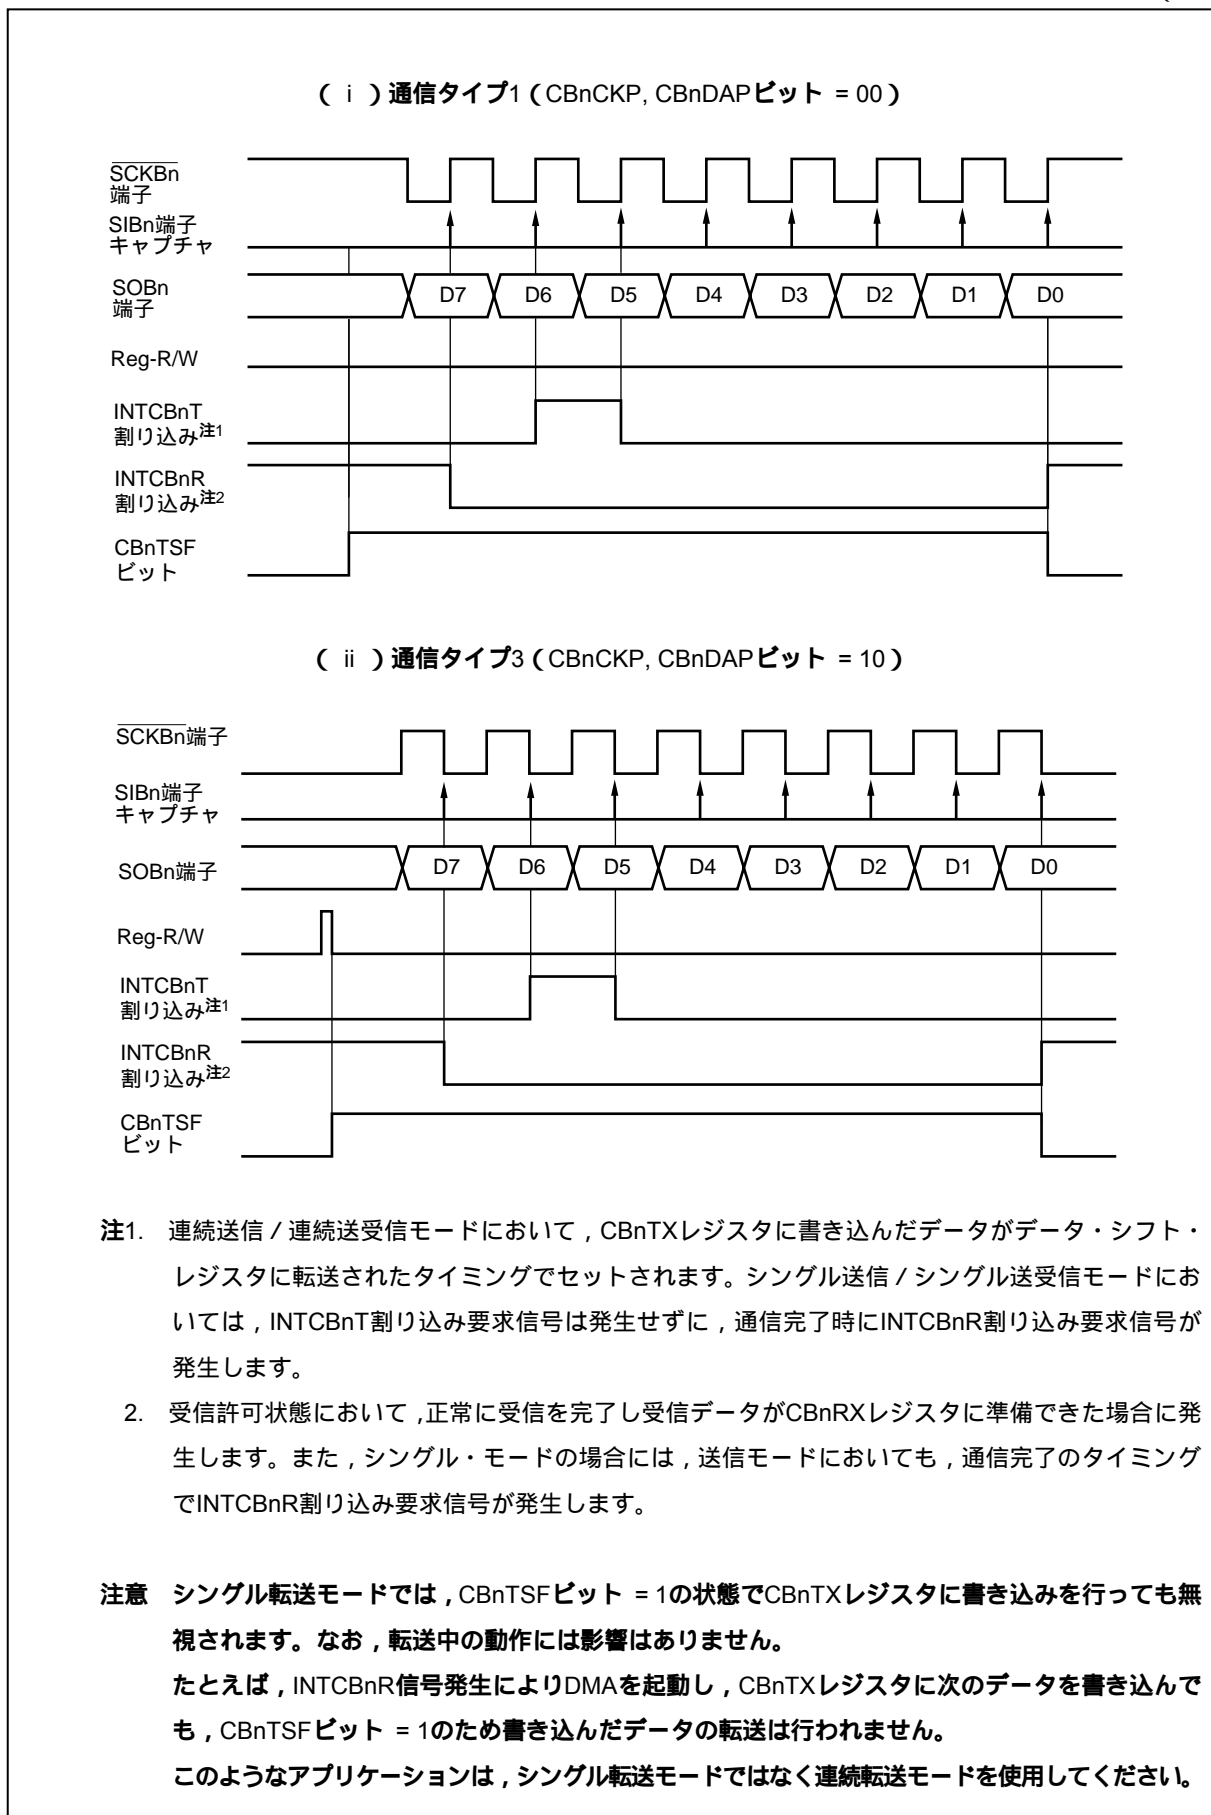 ( i )通信タイプ1(CBnCKP, CBnDAPビット = 00)
SCKBn
端子
SIBn端子
キャプチャ
SOBn
端子
D7 D6 D5 D4 D3 D2 D1 D0
Reg-R/W
INTCBnT
割り込み注1
INTCBnR
割り込み注2
CBnTSF
ビット
( ii )通信タイプ3(CBnCKP, CBnDAPビット = 10)
SCKBn端子
SIBn端子
キャプチャ
SOBn端子 D7 D6 D5 D4 D3 D2 D1 D0
Reg-R/W
INTCBnT
割り込み注1
INTCBnR
割り込み注2
CBnTSF
ビット
注1. 連続送信/連続送受信モードにおいて,CBnTXレジスタに書き込んだデータがデータ・シフト・
レジスタに転送されたタイミングでセットされます。シングル送信/シングル送受信モードにお
いては,INTCBnT割り込み要求信号は発生せずに,通信完了時にINTCBnR割り込み要求信号が
発生します。
2. 受信許可状態において,正常に受信を完了し受信データがCBnRXレジスタに準備できた場合に発
生します。また,シングル・モードの場合には,送信モードにおいても,通信完了のタイミング
でINTCBnR割り込み要求信号が発生します。
注意 シングル転送モードでは,CBnTSFビット = 1の状態でCBnTXレジスタに書き込みを行っても無
視されます。なお,転送中の動作には影響はありません。
たとえば,INTCBnR信号発生によりDMAを起動し,CBnTXレジスタに次のデータを書き込んで
も,CBnTSFビット = 1のため書き込んだデータの転送は行われません。
このようなアプリケーションは,シングル転送モードではなく連続転送モードを使用してください。